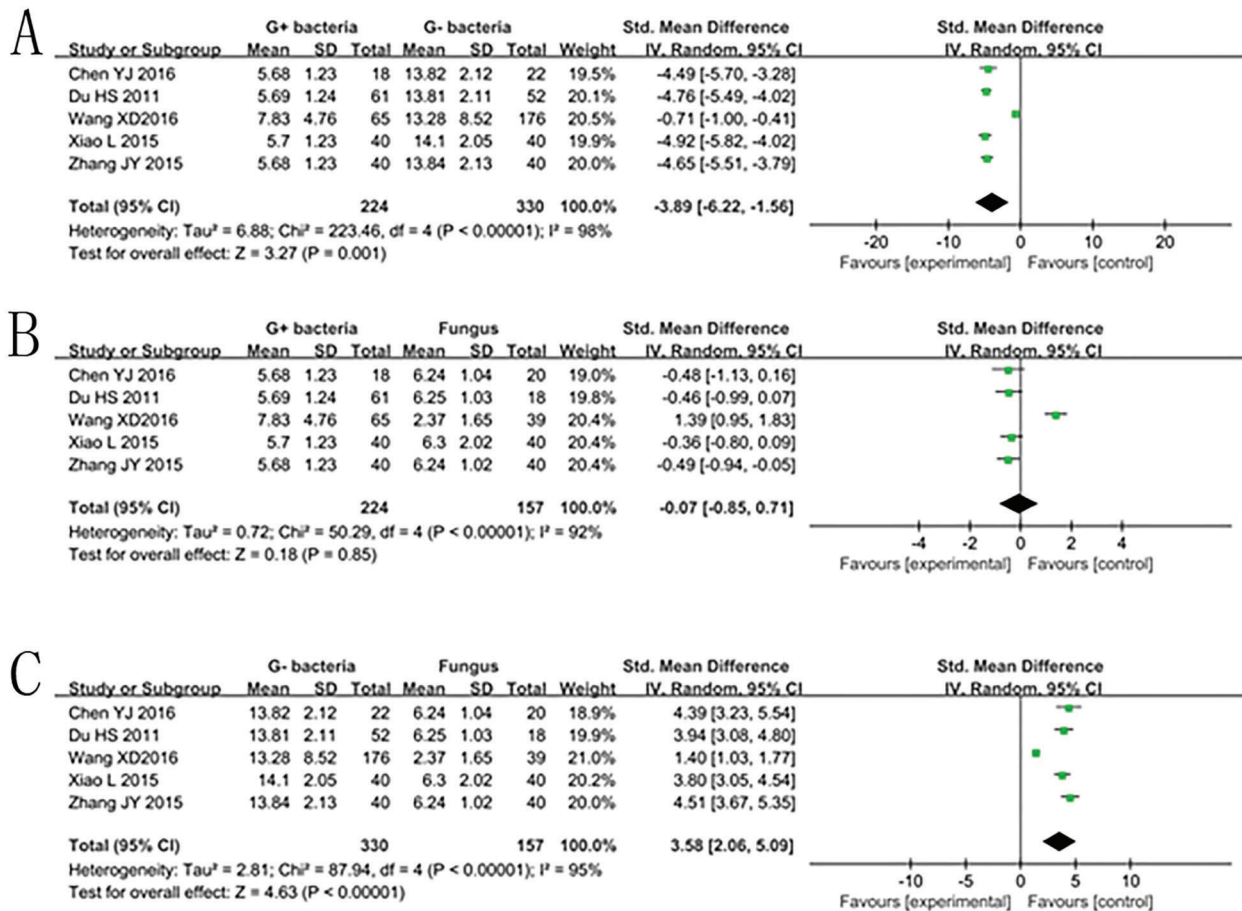 A
G+ bacteria G- bacteria Std. Mean Difference Std. Mean Difference
Study or Subgroup Mean SD Total Mean SD Total Weight IV, Random, 95% CI IV, Random, 95% CI
Chen YJ 2016 5.68 1.23 18 13.82 2.12 22 19.5% -4.49 [-5.70, -3.28]
Du HS 2011 5.69 1.24 61 13.81 2.11 52 20.1% -4.76 [-5.49, -4.02]
Wang XD2016 7.83 4.76 65 13.28 8.52 176 20.5% -0.71 [-1.00, -0.41]
Xiao L 2015 5.7 1.23 40 14.1 2.05 40 19.9% -4.92 [-5.82, -4.02]
Zhang JY 2015 5.68 1.23 40 13.84 2.13 40 20.0% -4.65 [-5.51, -3.79]
Total (95% CI) 224 330 100.0% -3.89 [-6.22, -1.56]
Heterogeneity: Tau² = 6.88; Chi² = 223.46, df = 4 (P < 0.00001); I² = 98%
Test for overall effect: Z = 3.27 (P = 0.001)
-20 -10 0 10 20
Favours [experimental] Favours [control]
B
G+ bacteria Fungus Std. Mean Difference Std. Mean Difference
Study or Subgroup Mean SD Total Mean SD Total Weight IV, Random, 95% CI IV, Random, 95% CI
Chen YJ 2016 5.68 1.23 18 6.24 1.04 20 19.0% -0.48 [-1.13, 0.16]
Du HS 2011 5.69 1.24 61 6.25 1.03 18 19.8% -0.46 [-0.99, 0.07]
Wang XD2016 7.83 4.76 65 2.37 1.65 39 20.4% 1.39 [0.95, 1.83]
Xiao L 2015 5.7 1.23 40 6.3 2.02 40 20.4% -0.36 [-0.80, 0.09]
Zhang JY 2015 5.68 1.23 40 6.24 1.02 40 20.4% -0.49 [-0.94, -0.05]
Total (95% CI) 224 157 100.0% -0.07 [-0.85, 0.71]
Heterogeneity: Tau² = 0.72; Chi² = 50.29, df = 4 (P < 0.00001); I² = 92%
Test for overall effect: Z = 0.18 (P = 0.85)
-4 -2 0 2 4
Favours [experimental] Favours [control]
C
G- bacteria Fungus Std. Mean Difference Std. Mean Difference
Study or Subgroup Mean SD Total Mean SD Total Weight IV, Random, 95% CI IV, Random, 95% CI
Chen YJ 2016 13.82 2.12 22 6.24 1.04 20 18.9% 4.39 [3.23, 5.54]
Du HS 2011 13.81 2.11 52 6.25 1.03 18 19.9% 3.94 [3.08, 4.80]
Wang XD2016 13.28 8.52 176 2.37 1.65 39 21.0% 1.40 [1.03, 1.77]
Xiao L 2015 14.1 2.05 40 6.3 2.02 40 20.2% 3.80 [3.05, 4.54]
Zhang JY 2015 13.84 2.13 40 6.24 1.02 40 20.0% 4.51 [3.67, 5.35]
Total (95% CI) 330 157 100.0% 3.58 [2.06, 5.09]
Heterogeneity: Tau² = 2.81; Chi² = 87.94, df = 4 (P < 0.00001); I² = 95%
Test for overall effect: Z = 4.63 (P < 0.00001)
-10 -5 0 5 10
Favours [experimental] Favours [control]